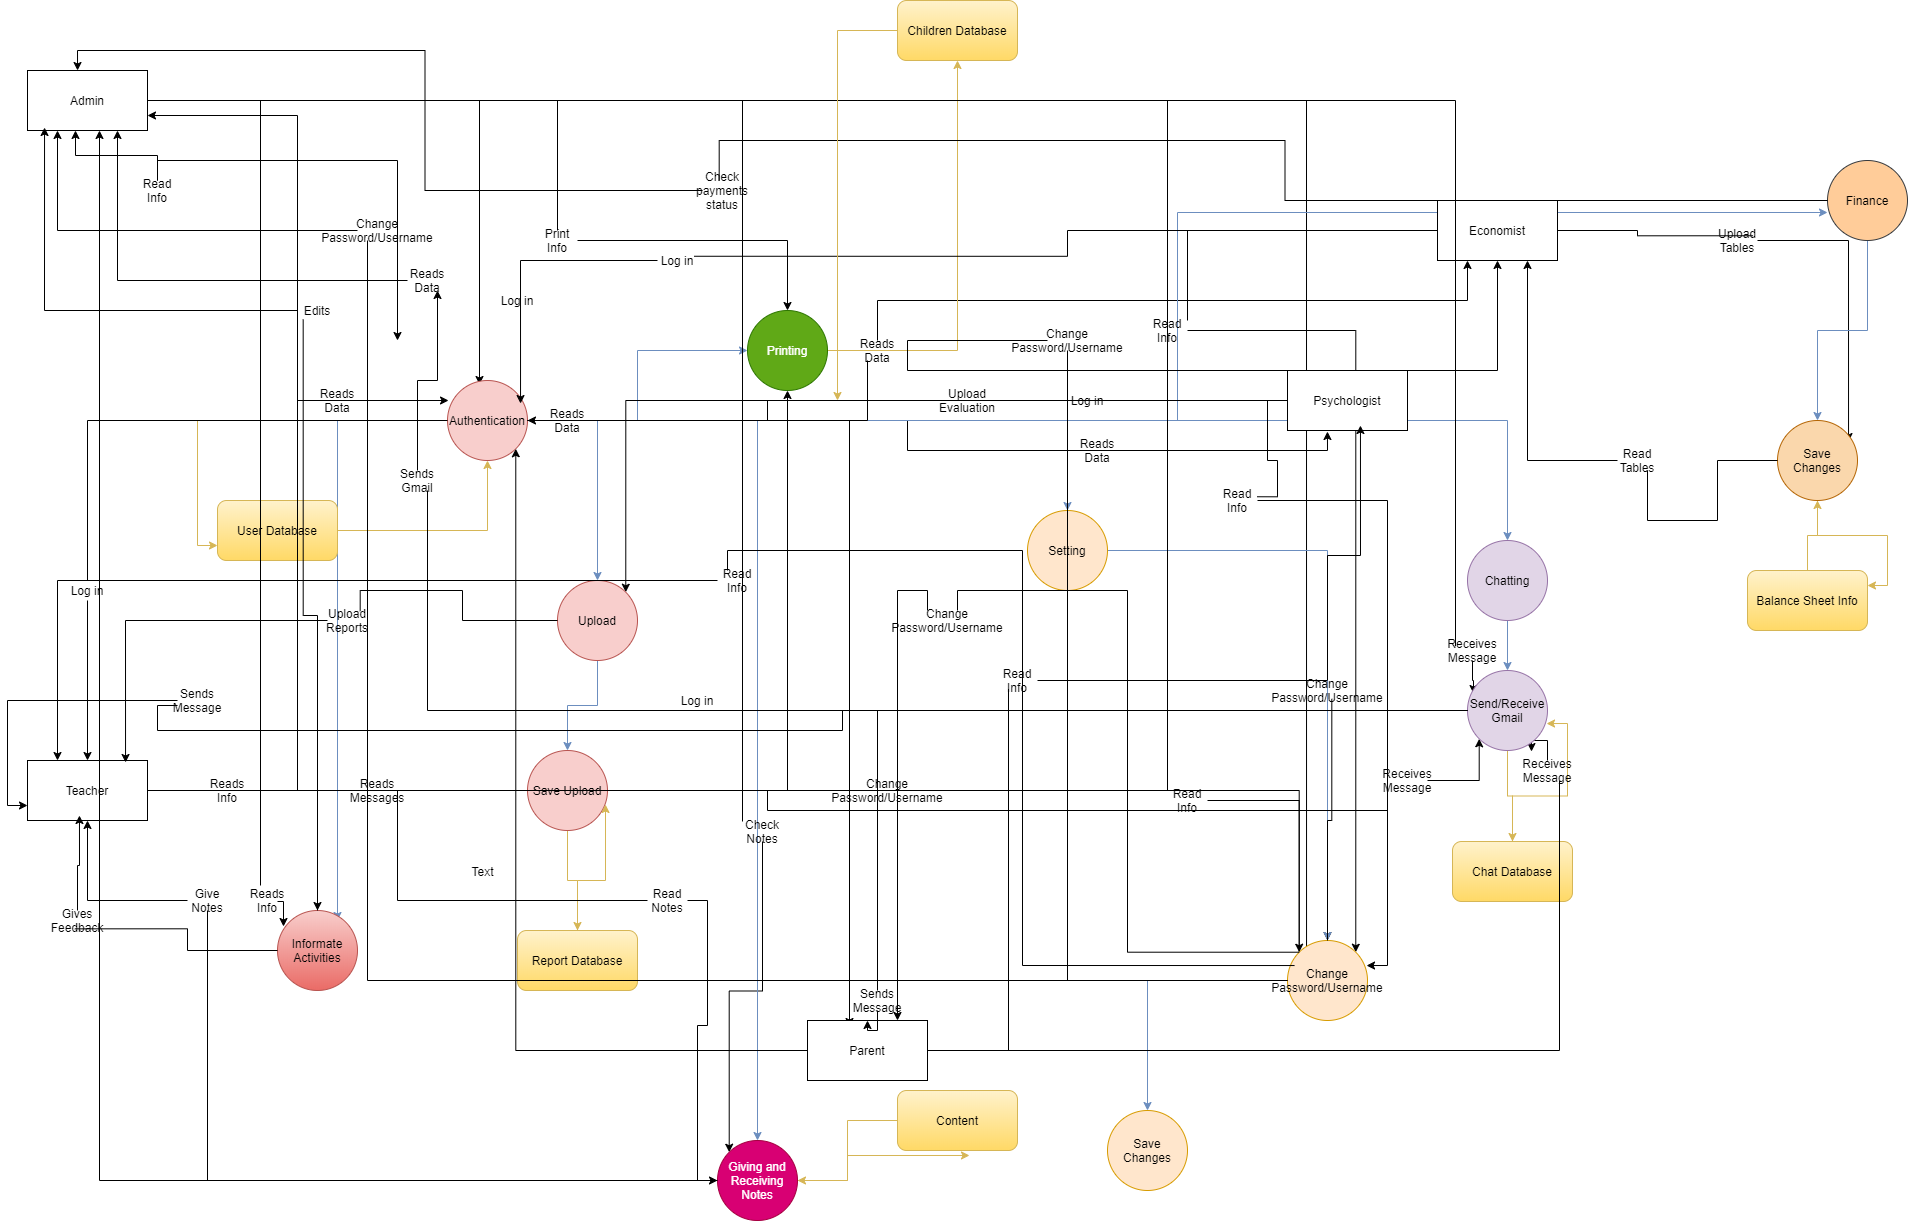 Children Database
Admin
Check
payments
status
Read
Info
Finance
Change
Password/Username
Print
Info
Economist
Upload
Tables
Log in
Reads
Data
Log in
Edits
Printing
Reads
Data
Change
Password/Username
Read
Info
Reads
Data
Authentication
Reads
Data
Upload
Evaluation
Log in
Psychologist
Reads
Data
Sends
Gmail
Read
Info
Read
Tables
Save
Changes
User Database
Setting
Chatting
Balance Sheet Info
Log in
Read
Info
Upload
Reports
Upload
Change
Password/Username
Receives
Message
Sends
Message
Log in
Read
Info
Change
Password/Username
Send/Receive
Gmail
Teacher
Reads
Info
Reads
Messages
Save Upload
Change
Password/Username
Read
Info
Receives
Message
Receives
Message
Check
Notes
Text
Chat Database
Gives
Feedback
Give
Notes
Reads
Info
Read
Notes
Informate
Activities
Report Database
Change
Password/Username
Sends
Message
Parent
Content
Save
Changes
Giving and
Receiving
Notes